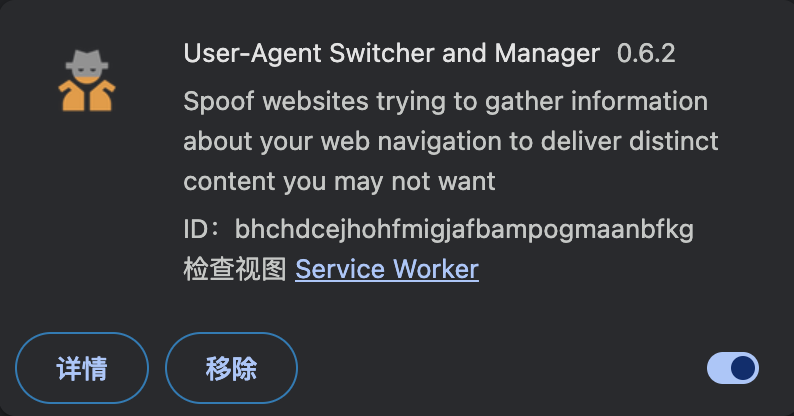 User-Agent Switcher and Manager 0.6.2
Spoof websites trying to gather information
about your web navigation to deliver distinct
content you may not want
ID：bhchdcejhohfmigjafbampogmaanbfkg
检查视图 Service Worker
详情 移除